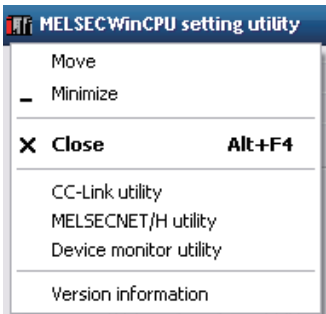 MELSECWinCPU setting utility
Move
Minimize
Close Alt+F4
CC-Link utility
MELSECNET/H utility
Device monitor utility
Version information